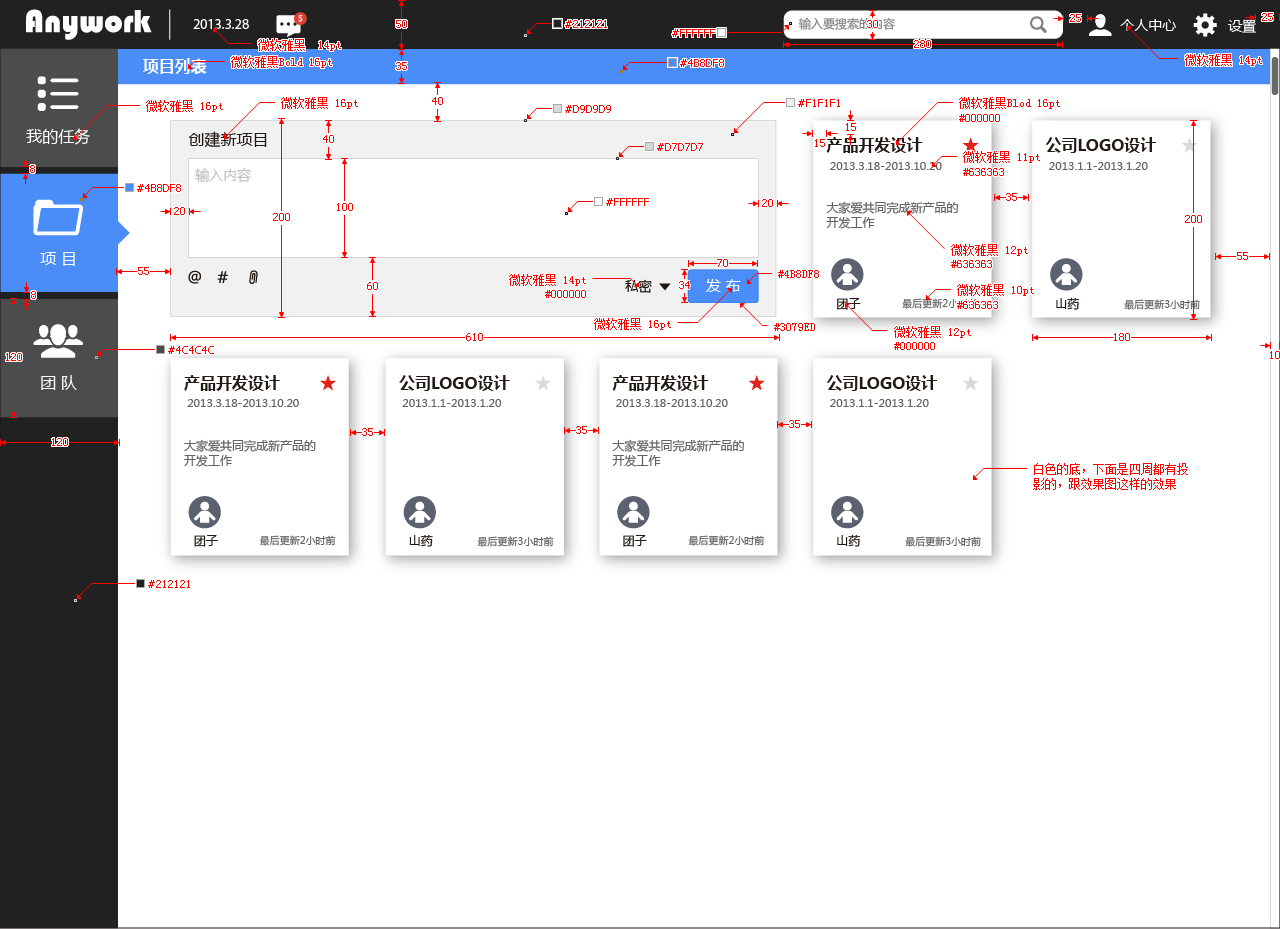 Anywork
2013.3.28
5
50
#212121
#FFFFFF
输入要搜索的内容
30
280
25
个人中心
设置
25
微软雅黑 14pt
微软雅黑 14pt
项目列表
微软雅黑Bold 16pt
35
#4B8DF8
我的任务
微软雅黑 16pt
微软雅黑 16pt
40
#D9D9D9
#F1F1F1
微软雅黑Blod 16pt
#000000
创建新项目
40
#D7D7D7
输入内容
100
200
20
#FFFFFF
20
15
15
产品开发设计
2013.3.18-2013.10.20
微软雅黑 11pt
#636363
大家爱共同完成新产品的
开发工作
微软雅黑 12pt
#636363
团子
最后更新2小
微软雅黑 10pt
#636363
微软雅黑 12pt
#000000
35
公司LOGO设计
2013.1.1-2013.1.20
200
山药
最后更新3小时前
55
180
8
#4B8DF8
项 目
55
8
@ # 
60
微软雅黑 14pt
#000000
私密
34
70
发 布
#4B8DF8
微软雅黑 16pt
#3079ED
610
120
团 队
#4C4C4C
120
10
产品开发设计
2013.3.18-2013.10.20
大家爱共同完成新产品的
开发工作
团子
最后更新2小时前
35
公司LOGO设计
2013.1.1-2013.1.20
山药
最后更新3小时前
35
产品开发设计
2013.3.18-2013.10.20
大家爱共同完成新产品的
开发工作
团子
最后更新2小时前
35
公司LOGO设计
2013.1.1-2013.1.20
山药
最后更新3小时前
白色的底，下面是四周都有投
影的，跟效果图这样的效果
#212121